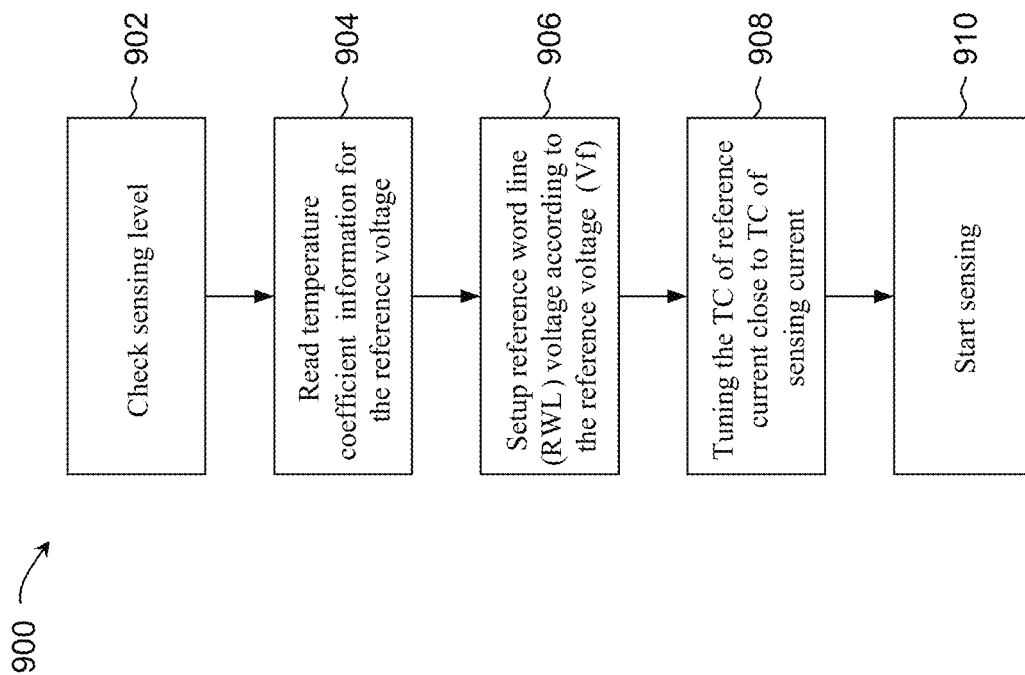 900
Check sensing level
902
Read temperature
coefficient information for
the reference voltage
904
Setup reference word line
(RWL) voltage according to
the reference voltage (Vf)
906
Tuning the TC of reference
current close to TC of
sensing current
908
Start sensing
910